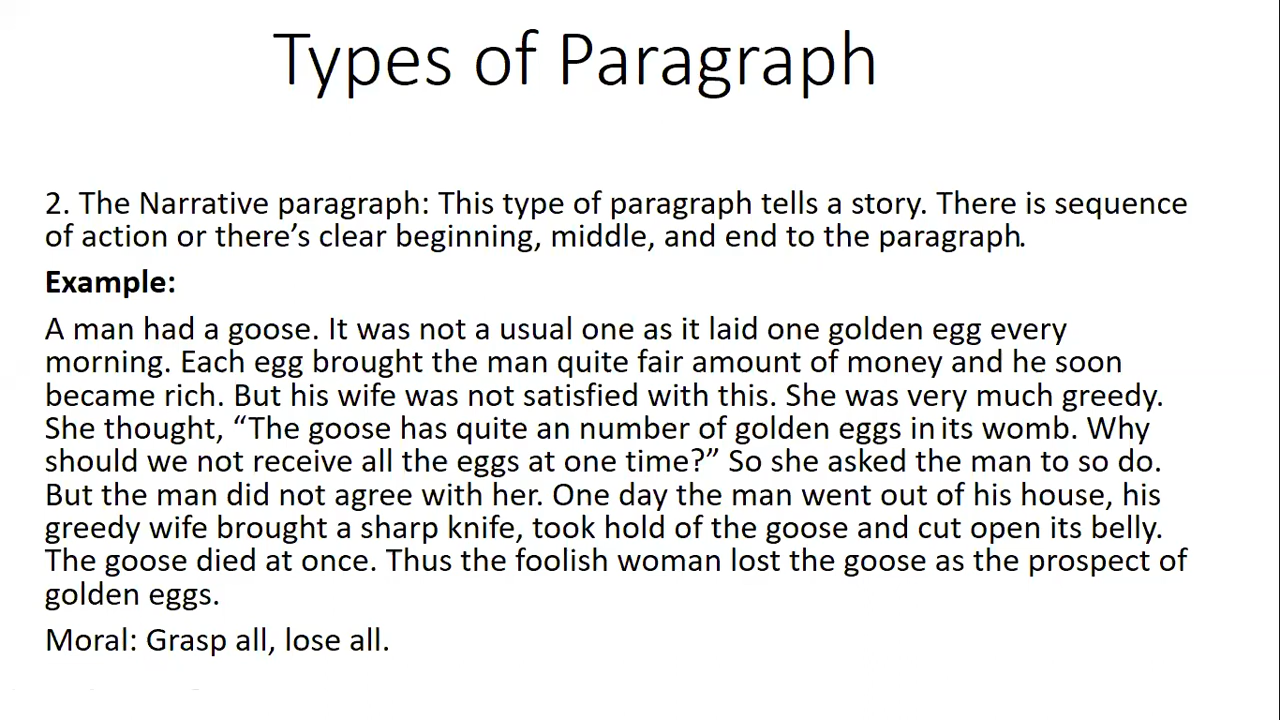 Types of Paragraph
2. The Narrative paragraph: This type of paragraph tells a story. There is sequence
of action or there’s clear beginning, middle, and end to the paragraph.
Example:
A man had a goose. It was not a usual one as it laid one golden egg every
morning. Each egg brought the man quite fair amount of money and he soon
became rich. But his wife was not satisfied with this. She was very much greedy.
She thought, “The goose has quite an number of golden eggs in its womb. Why
should we not receive all the eggs at one time?” So she asked the man to so do.
But the man did not agree with her. One day the man went out of his house, his
greedy wife brought a sharp knife, took hold of the goose and cut open its belly.
The goose died at once. Thus the foolish woman lost the goose as the prospect of
golden eggs.
Moral: Grasp all, lose all.